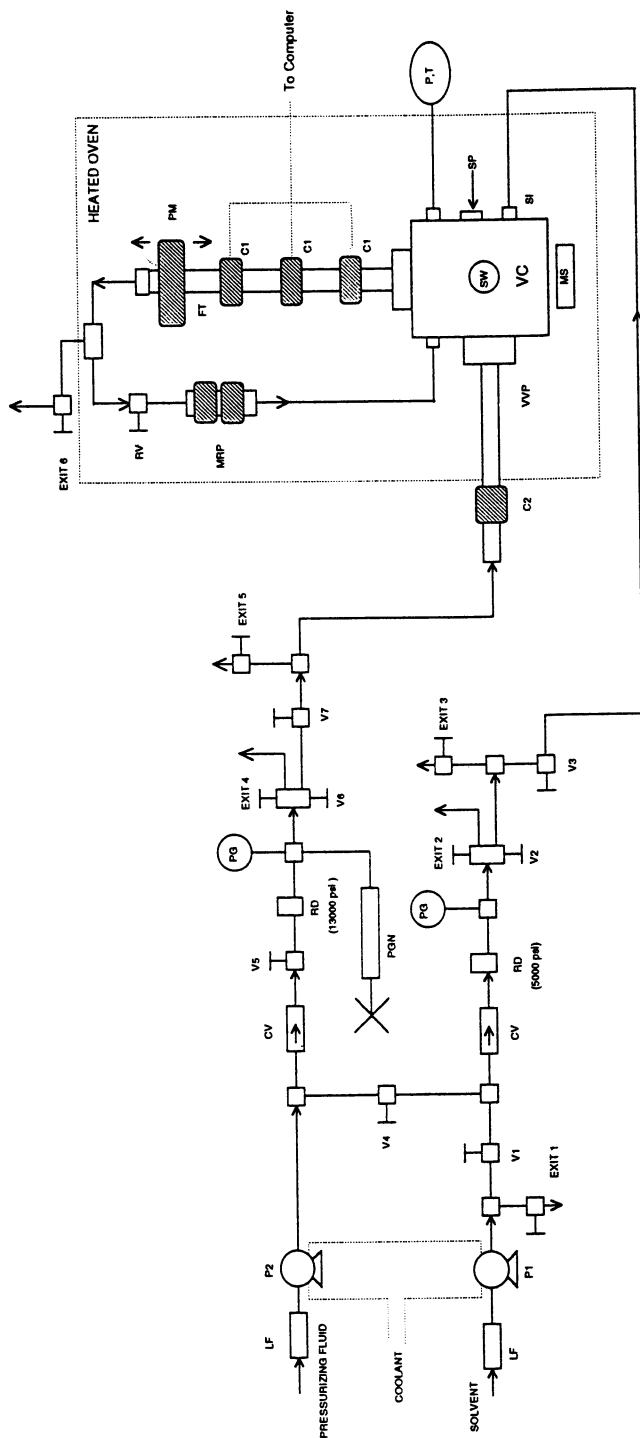 EXIT 6
HEATED OVEN
To Computer
PM
FT
C1
C1
C1
RV
MRP
P,T
SP
SI
SW
VC
MS
VVP
C2
EXIT 5
V7
EXIT 4
V6
PG
RD
(13000 psi)
V5
PGN
CV
EXIT 3
V3
EXIT 2
V2
PG
RD
(5000 psi)
CV
V4
V1
EXIT 1
P2
LF
PRESSURIZING FLUID
COOLANT
P1
SOLVENT
LF